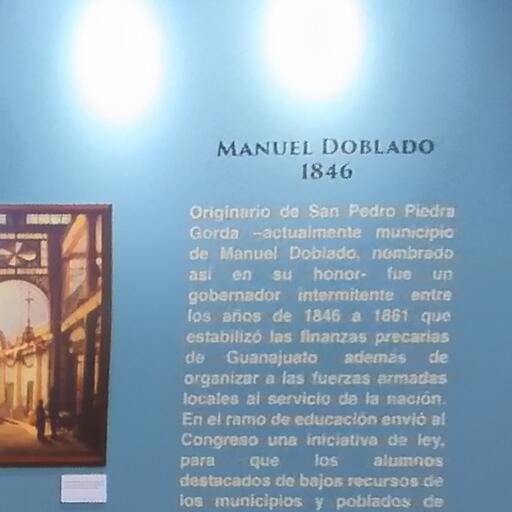 MANUEL DOBLADO
1846
Originario de San Pedro Piedra
Gorda –actualmente municipio
de Manuel Doblado, nombrado
así en su honor- fue un
gobernador intermitente entre
los años de 1846 a 1861 que
estabilizó las finanzas precarias
de Guanajuato además de
organizar a las fuerzas armadas
locales al servicio de la nación.
En el ramo de educación envió al
Congreso una iniciativa de ley,
para que los alumnos
destacados de bajos recursos de
los municipios y poblados de